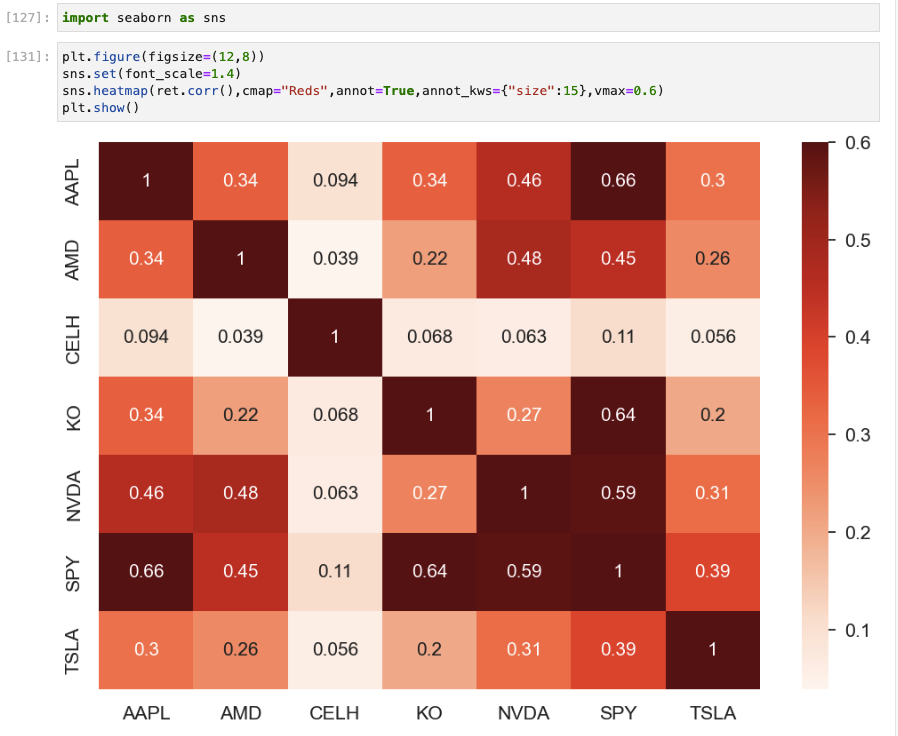 [127]: import seaborn as sns
[131]: plt.figure(figsize=(12,8))
sns.set(font_scale=1.4)
sns.heatmap(ret.corr(),cmap="Reds",annot=True,annot_kws={"size":15},vmax=0.6)
plt.show()
AAPL 1 0.34 0.094 0.34 0.46 0.66 0.3
AMD 0.34 1 0.039 0.22 0.48 0.45 0.26
CELH 0.094 0.039 1 0.068 0.063 0.11 0.056
KO 0.34 0.22 0.068 1 0.27 0.64 0.2
NVDA 0.46 0.48 0.063 0.27 1 0.59 0.31
SPY 0.66 0.45 0.11 0.64 0.59 1 0.39
TSLA 0.3 0.26 0.056 0.2 0.31 0.39 1
AAPL AMD CELH KO NVDA SPY TSLA
0.6
0.5
0.4
0.3
0.2
0.1